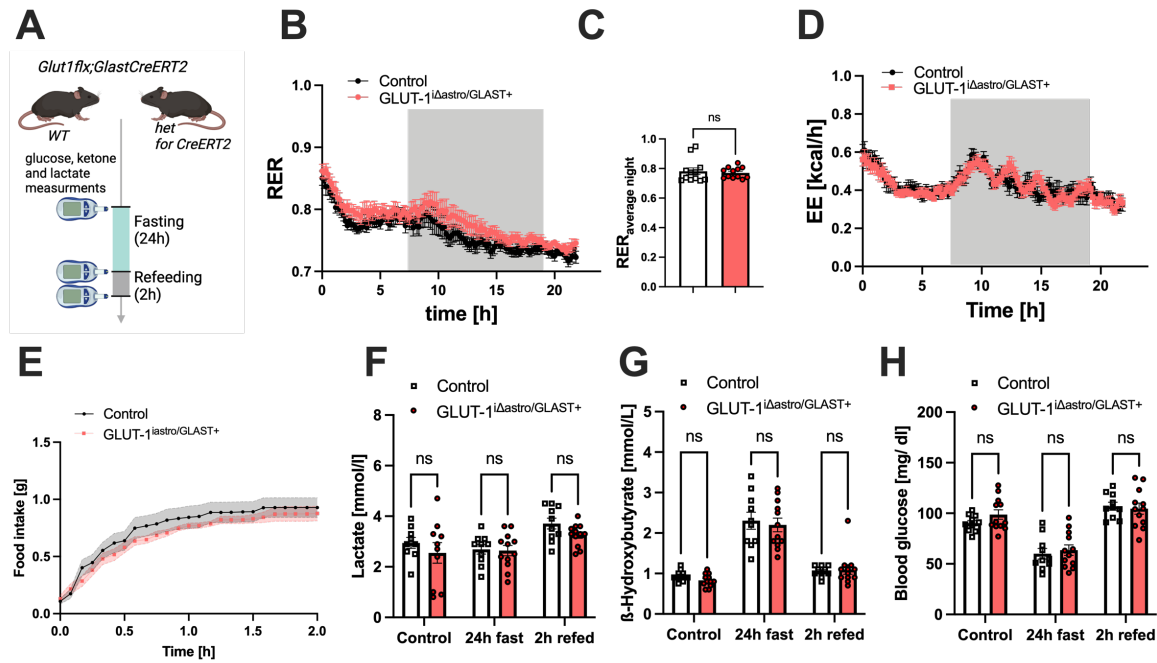 A
Glut1flx;GlastCreERT2
WT
het
for CreERT2
glucose, ketone
and lactate
measurments
Fasting
(24h)
Refeeding
(2h)
B
Control
GLUT-1iΔastro/GLAST+
RER
1.0
0.9
0.8
0.7
0
5
10
15
20
time [h]
C
ns
RERaverage night
1.0
0.8
0.6
0.4
0.2
0.0
D
Control
GLUT-1iΔastro/GLAST+
EE [kcal/h]
1.0
0.8
0.6
0.4
0.2
0.0
0
5
10
15
20
Time [h]
E
Control
GLUT-1iastro/GLAST+
Food intake [g]
1.5
1.0
0.5
0.0
0.0
0.5
1.0
1.5
2.0
Time [h]
F
Control
GLUT-1iΔastro/GLAST+
Lactate [mmol/l]
8
6
4
2
0
ns
ns
ns
Control
24h fast
2h refed
G
Control
GLUT-1iΔastro/GLAST+
ß-Hydroxybutyrate [mmol/L]
5
4
3
2
1
0
ns
ns
ns
Control
24h fast
2h refed
H
Control
GLUT-1iΔastro/GLAST+
Blood glucose [mg/ dl]
200
150
100
50
0
ns
ns
ns
Control
24h fast
2h refed